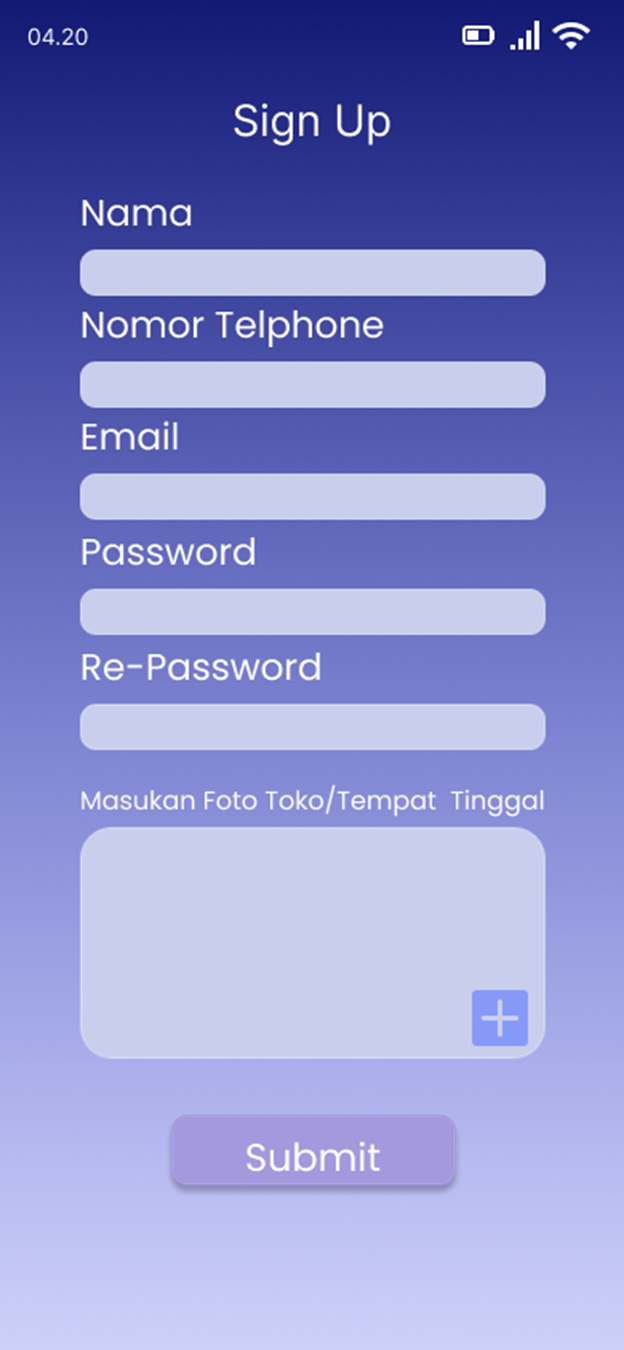 04.20
Sign Up
Nama
Nomor Telphone
Email
Password
Re-Password
Masukan Foto Toko/Tempat Tinggal
Submit